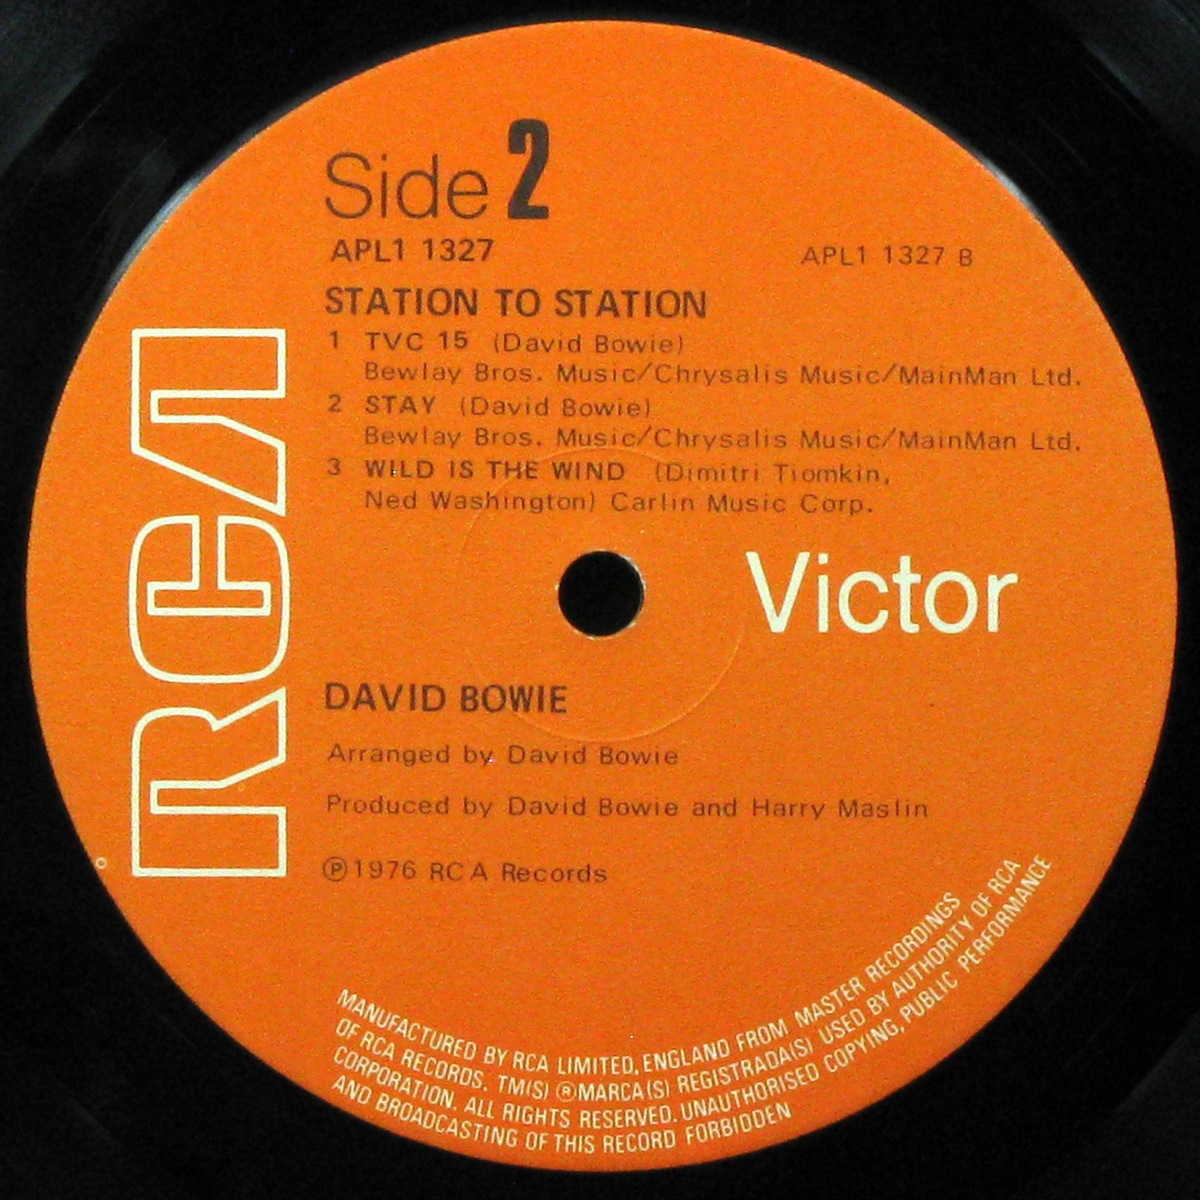 Side 2
APL1 1327
APL1 1327 B
STATION TO STATION
1 TVC 15 (David Bowie)
Bewlay Bros. Music/Chrysalis Music/MainMan Ltd.
2 STAY (David Bowie)
Bewlay Bros. Music/Chrysalis Music/MainMan Ltd.
3 WILD IS THE WIND (Dimitri Tiomkin,
Ned Washington) Carlin Music Corp.
RCA
Victor
DAVID BOWIE
Arranged by David Bowie
Produced by David Bowie and Harry Maslin
℗1976 RCA Records
MANUFACTURED BY RCA LIMITED, ENGLAND FROM MASTER RECORDINGS
OF RCA RECORDS. TM(S) ®MARCA(S) REGISTRADA(S) USED BY AUTHORITY OF RCA
CORPORATION. ALL RIGHTS RESERVED. UNAUTHORISED COPYING, PUBLIC PERFORMANCE
AND BROADCASTING OF THIS RECORD FORBIDDEN